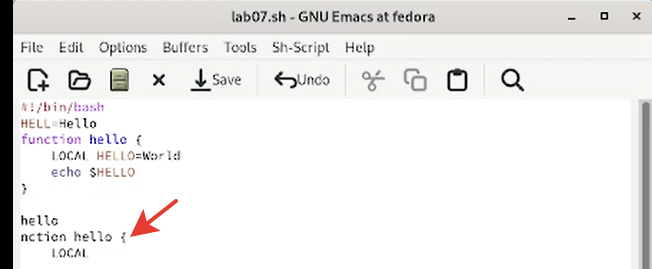 lab07.sh - GNU Emacs at fedora
File Edit Options Buffers Tools Sh-Script Help
Save Undo
#!/bin/bash
HELL=Hello
function hello {
    LOCAL HELLO=World
    echo $HELLO
}
hello
nction hello {
    LOCAL